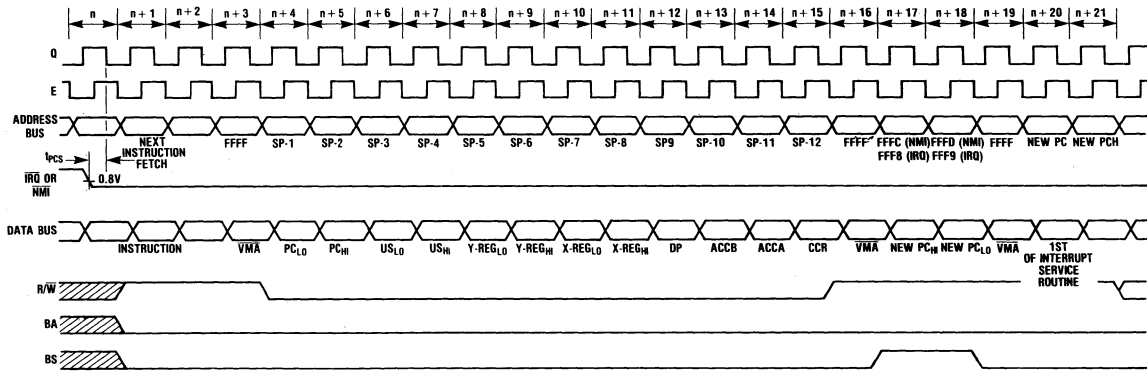 n n + 1 n + 2 n + 3 n + 4 n + 5 n + 6 n + 7 n + 8 n + 9 n + 10 n + 11 n + 12 n + 13 n + 14 n + 15 n + 16 n + 17 n + 18 n + 19 n + 20 n + 21
Q
E
ADDRESS
BUS
NEXT
INSTRUCTION
FETCH
FFFF SP-1 SP-2 SP-3 SP-4 SP-5 SP-6 SP-7 SP-8 SP9 SP-10 SP-11 SP-12 FFFF FFFC (NMI) FFFD (NMI) FFFF NEW PC NEW PCH
FFF8 (IRQ) FFF9 (IRQ)
tPCS
IRQ OR
NMI
0.8V
DATA BUS
INSTRUCTION VMA PCLO PCHI USLO USHI Y-REGLO Y-REGHI X-REGLO X-REGHI DP ACCB ACCA CCR VMA NEW PCHI NEW PCLO VMA 1ST
OF INTERRUPT
SERVICE
ROUTINE
R/W
BA
BS